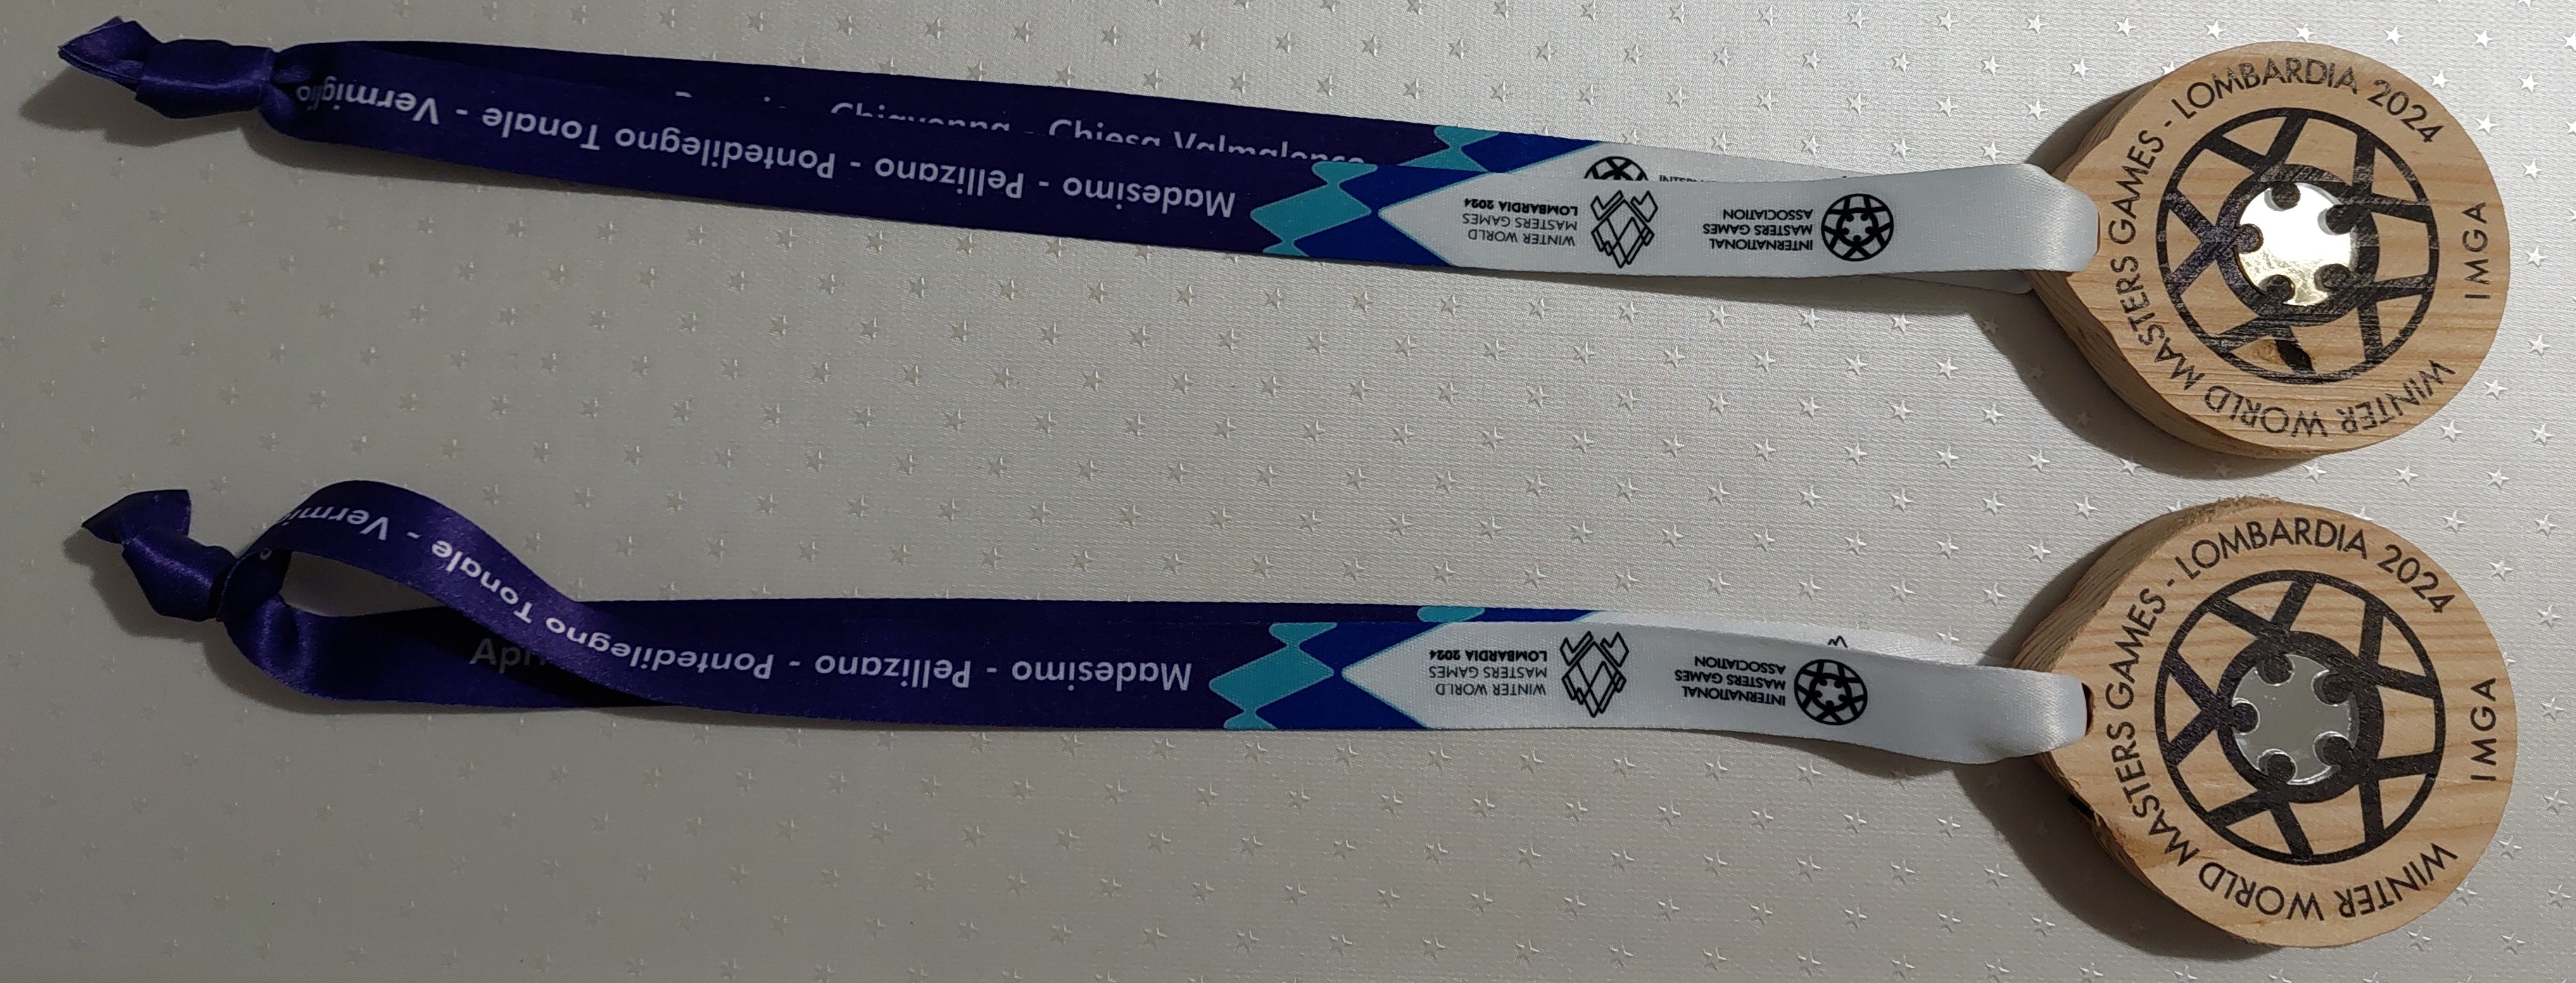 Chiavenna - Chiesa Valmalenco
Madesimo - Pellizano - Pontedilegno Tonale - Vermiglio
WINTER WORLD
MASTERS GAMES
LOMBARDIA 2024
INTERNATIONAL
MASTERS GAMES
ASSOCIATION
WINTER WORLD MASTERS GAMES - LOMBARDIA 2024
IMGA
Madesimo - Pellizano - Pontedilegno Tonale - Vermi
WINTER WORLD
MASTERS GAMES
LOMBARDIA 2024
INTERNATIONAL
MASTERS GAMES
ASSOCIATION
WINTER WORLD MASTERS GAMES - LOMBARDIA 2024
IMGA